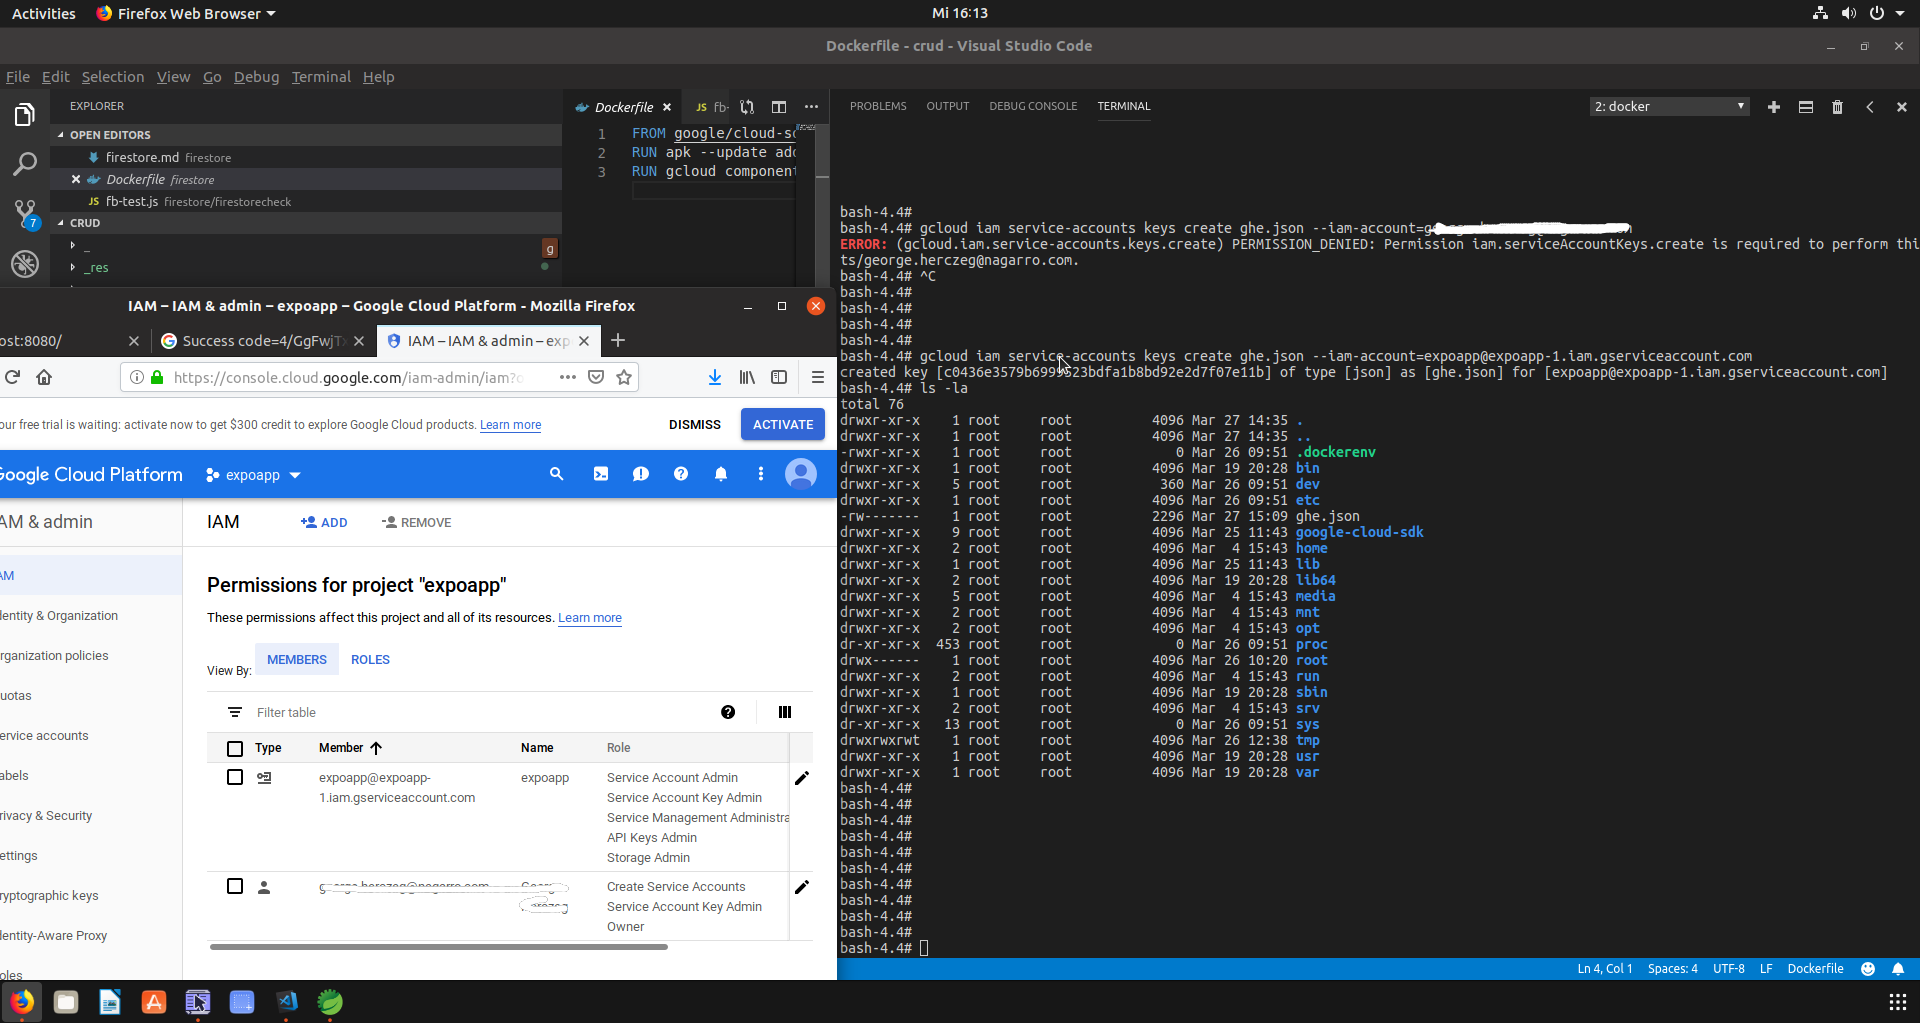 Activities
Firefox Web Browser
Mi 16:13
Dockerfile - crud - Visual Studio Code
File Edit Selection View Go Debug Terminal Help
EXPLORER
OPEN EDITORS
firestore.md firestore
Dockerfile firestore
JS fb-test.js firestore/firestorecheck
CRUD
_
g
_res
7
Dockerfile
JS fb-
1 FROM google/cloud-s
2 RUN apk --update ad
3 RUN gcloud component
PROBLEMS OUTPUT DEBUG CONSOLE TERMINAL
2: docker
bash-4.4#
bash-4.4# gcloud iam service-accounts keys create ghe.json --iam-account=
ERROR: (gcloud.iam.service-accounts.keys.create) PERMISSION_DENIED: Permission iam.serviceAccountKeys.create is required to perform thi
ts/george.herczeg@nagarro.com.
bash-4.4# ^C
bash-4.4#
bash-4.4#
bash-4.4#
bash-4.4#
bash-4.4# gcloud iam service-accounts keys create ghe.json --iam-account=expoapp@expoapp-1.iam.gserviceaccount.com
created key [c0436e3579b6999523bdfa1b8bd92e2d7f07e11b] of type [json] as [ghe.json] for [expoapp@expoapp-1.iam.gserviceaccount.com]
bash-4.4# ls -la
total 76
drwxr-xr-x 1 root root 4096 Mar 27 14:35 .
drwxr-xr-x 1 root root 4096 Mar 27 14:35 ..
-rwxr-xr-x 1 root root 0 Mar 26 09:51 .dockerenv
drwxr-xr-x 1 root root 4096 Mar 19 20:28 bin
drwxr-xr-x 5 root root 360 Mar 26 09:51 dev
drwxr-xr-x 1 root root 4096 Mar 26 09:51 etc
-rw------- 1 root root 2296 Mar 27 15:09 ghe.json
drwxr-xr-x 9 root root 4096 Mar 25 11:43 google-cloud-sdk
drwxr-xr-x 2 root root 4096 Mar 4 15:43 home
drwxr-xr-x 1 root root 4096 Mar 25 11:43 lib
drwxr-xr-x 2 root root 4096 Mar 19 20:28 lib64
drwxr-xr-x 5 root root 4096 Mar 4 15:43 media
drwxr-xr-x 2 root root 4096 Mar 4 15:43 mnt
drwxr-xr-x 2 root root 4096 Mar 4 15:43 opt
dr-xr-xr-x 453 root root 0 Mar 26 09:51 proc
drwx------ 1 root root 4096 Mar 26 10:20 root
drwxr-xr-x 2 root root 4096 Mar 4 15:43 run
drwxr-xr-x 1 root root 4096 Mar 19 20:28 sbin
drwxr-xr-x 2 root root 4096 Mar 4 15:43 srv
dr-xr-xr-x 13 root root 0 Mar 26 09:51 sys
drwxrwxrwt 1 root root 4096 Mar 26 12:38 tmp
drwxr-xr-x 1 root root 4096 Mar 19 20:28 usr
drwxr-xr-x 1 root root 4096 Mar 19 20:28 var
bash-4.4#
bash-4.4#
bash-4.4#
bash-4.4#
bash-4.4#
bash-4.4#
bash-4.4#
bash-4.4#
bash-4.4#
bash-4.4#
bash-4.4#
Ln 4, Col 1 Spaces: 4 UTF-8 LF Dockerfile
IAM – IAM & admin – expoapp – Google Cloud Platform - Mozilla Firefox
ost:8080/
Success code=4/GgFwjTx
IAM – IAM & admin – exp
https://console.cloud.google.com/iam-admin/iam?o
our free trial is waiting: activate now to get $300 credit to explore Google Cloud products. Learn more
DISMISS
ACTIVATE
Google Cloud Platform
expoapp
AM & admin
IAM
ADD
REMOVE
AM
dentity & Organization
rganization policies
uotas
ervice accounts
abels
rivacy & Security
ettings
ryptographic keys
dentity-Aware Proxy
oles
Permissions for project "expoapp"
These permissions affect this project and all of its resources. Learn more
View By: MEMBERS ROLES
Filter table
Type Member Name Role
expoapp@expoapp-
1.iam.gserviceaccount.com
expoapp
Service Account Admin
Service Account Key Admin
Service Management Administra
API Keys Admin
Storage Admin
Create Service Accounts
Service Account Key Admin
Owner